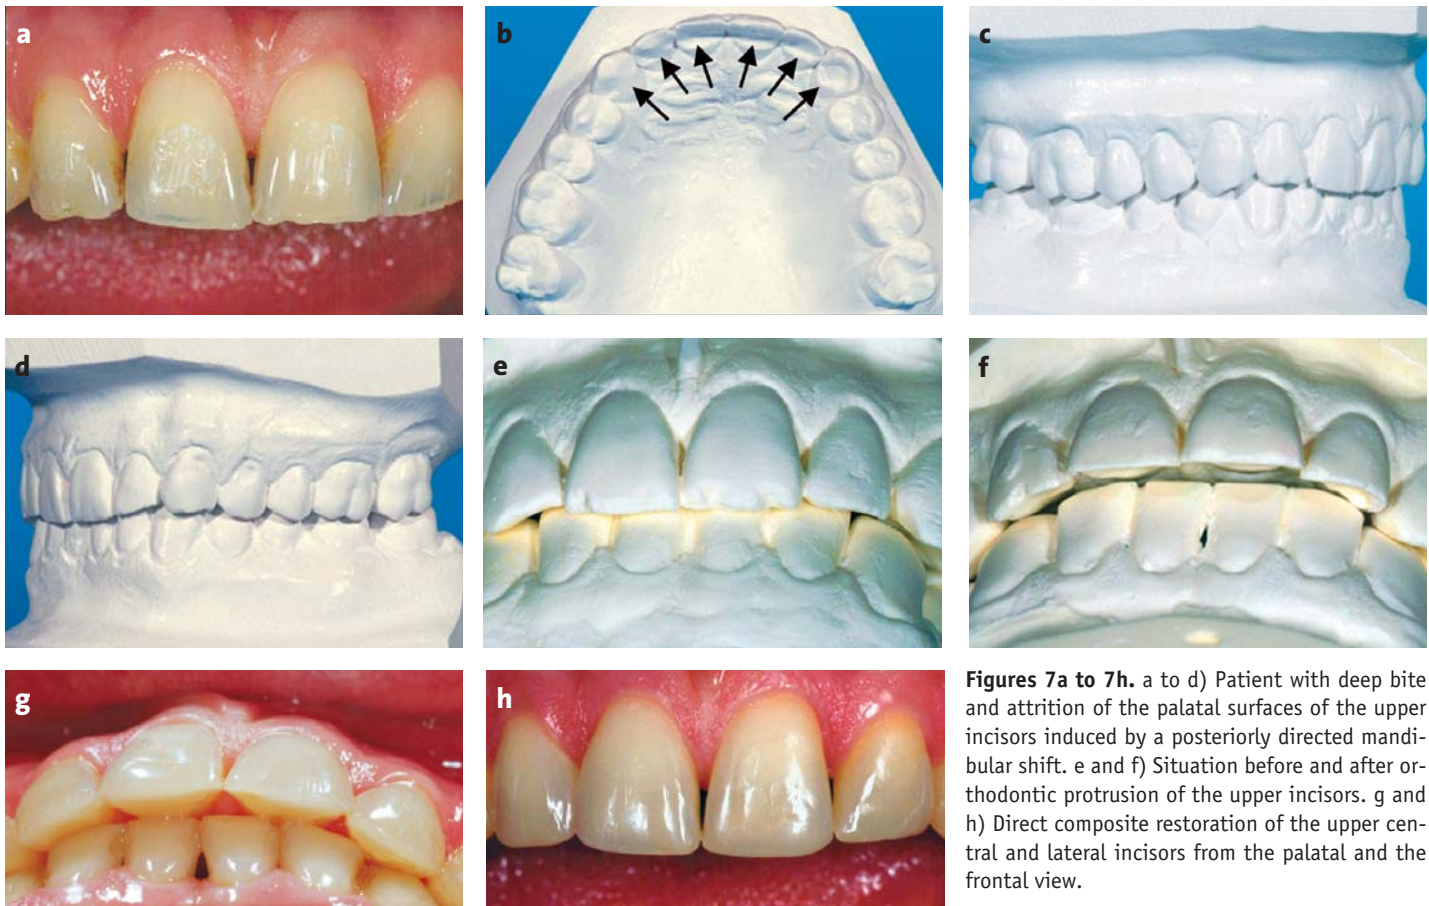 a
b
c
d
e
f
g
h
Figures 7a to 7h. a to d) Patient with deep bite
and attrition of the palatal surfaces of the upper
incisors induced by a posteriorly directed mandi-
bular shift. e and f) Situation before and after or-
thodontic protrusion of the upper incisors. g and
h) Direct composite restoration of the upper cen-
tral and lateral incisors from the palatal and the
frontal view.